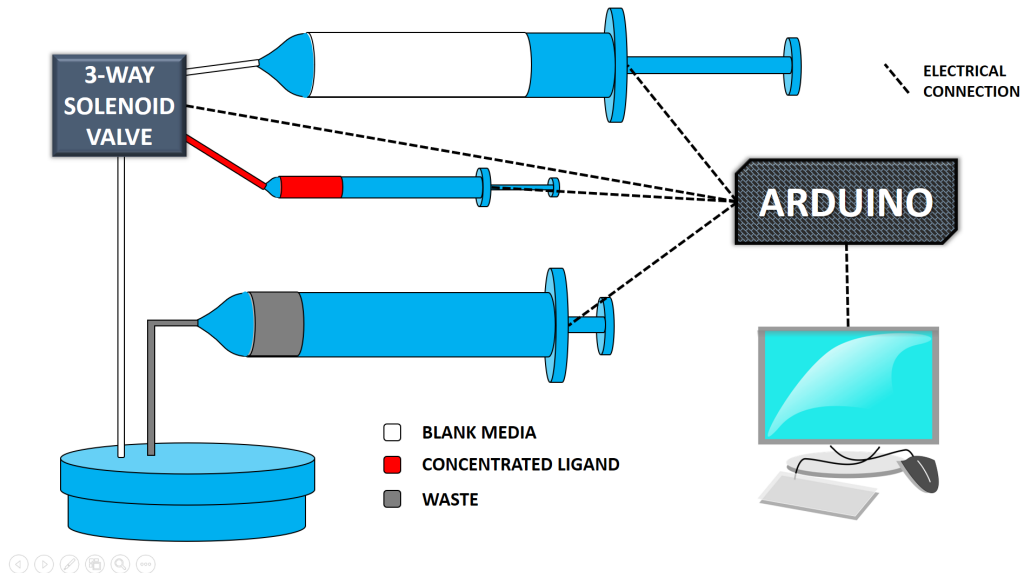 3-WAY
SOLENOID
VALVE
ELECTRICAL
CONNECTION
ARDUINO
BLANK MEDIA
CONCENTRATED LIGAND
WASTE